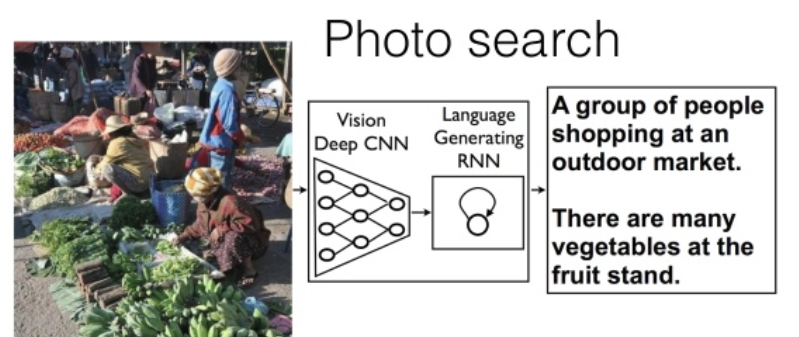 Photo search
Vision
Deep CNN
Language
Generating
RNN
A group of people
shopping at an
outdoor market.
There are many
vegetables at the
fruit stand.